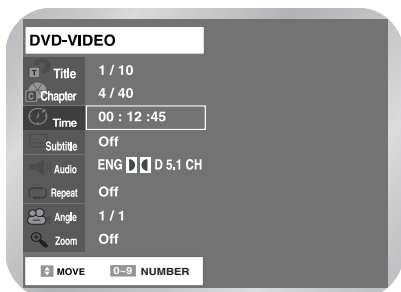 DVD-VIDEO
T Title 1 / 10
C Chapter 4 / 40
Time 00 : 12 :45
Subtitle Off
Audio ENG D 5.1 CH
Repeat Off
Angle 1 / 1
Zoom Off
MOVE 0~9 NUMBER